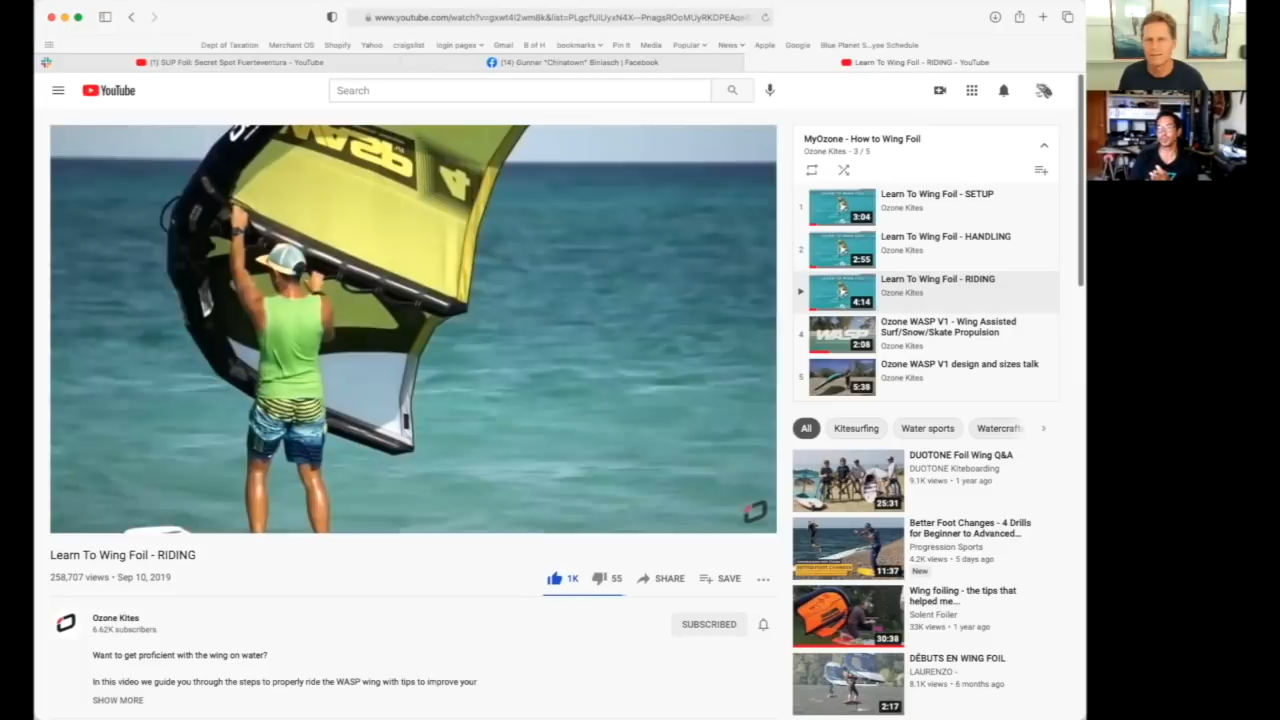 www.youtube.com/watch?v=gxwt4I2wm8k&list=PLgcfUlUyxN4X--PnagsROoMUyRKDPEAqe
Dept of Taxation Merchant OS Shopify Yahoo craigslist login pages Gmail B of H bookmarks Pin It Media Popular News Apple Google Blue Planet S...yee Schedule
(1) SUP Foil: Secret Spot Fuerteventura - YouTube
(14) Gunnar "Chinatown" Biniasch | Facebook
Learn To Wing Foil - RIDING - YouTube
YouTube
Search
WASP
MyOzone - How to Wing Foil
Ozone Kites - 3 / 5
1
Learn To Wing Foil - SETUP
Ozone Kites
3:04
2
Learn To Wing Foil - HANDLING
Ozone Kites
2:55
Learn To Wing Foil - RIDING
Ozone Kites
4:14
4
Ozone WASP V1 - Wing Assisted
Surf/Snow/Skate Propulsion
Ozone Kites
WASP
2:08
5
Ozone WASP V1 design and sizes talk
5:38
Ozone Kites
All Kitesurfing Water sports Watercraft
DUOTONE Foil Wing Q&A
DUOTONE Kiteboarding
9.1K views • 1 year ago
25:31
Better Foot Changes - 4 Drills
for Beginner to Advanced...
Progression Sports
4.2K views • 5 days ago
New
11:37
Wing foiling - the tips that
helped me...
Solent Foiler
33K views • 1 year ago
30:38
DÉBUTS EN WING FOIL
LAURENZO -
8.1K views • 6 months ago
2:17
Learn To Wing Foil - RIDING
258,707 views • Sep 10, 2019
1K 55 SHARE SAVE
Ozone Kites
6.62K subscribers
SUBSCRIBED
Want to get proficient with the wing on water?
In this video we guide you through the steps to properly ride the WASP wing with tips to improve your
SHOW MORE